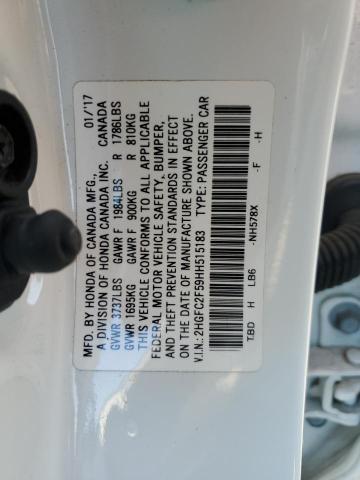 MFD. BY HONDA OF CANADA MFG., 01/'17
A DIVISION OF HONDA CANADA INC. CANADA
GVWR 3737LBS GAWR F 1984LBS R 1786LBS
GVWR 1695KG GAWR F 900KG R 810KG
THIS VEHICLE CONFORMS TO ALL APPLICABLE
FEDERAL MOTOR VEHICLE SAFETY, BUMPER,
AND THEFT PREVENTION STANDARDS IN EFFECT
ON THE DATE OF MANUFACTURE SHOWN ABOVE.
V.I.N.: 2HGFC2F59HH515183 TYPE: PASSENGER CAR
TBD H LB6 -NH578X -F -H